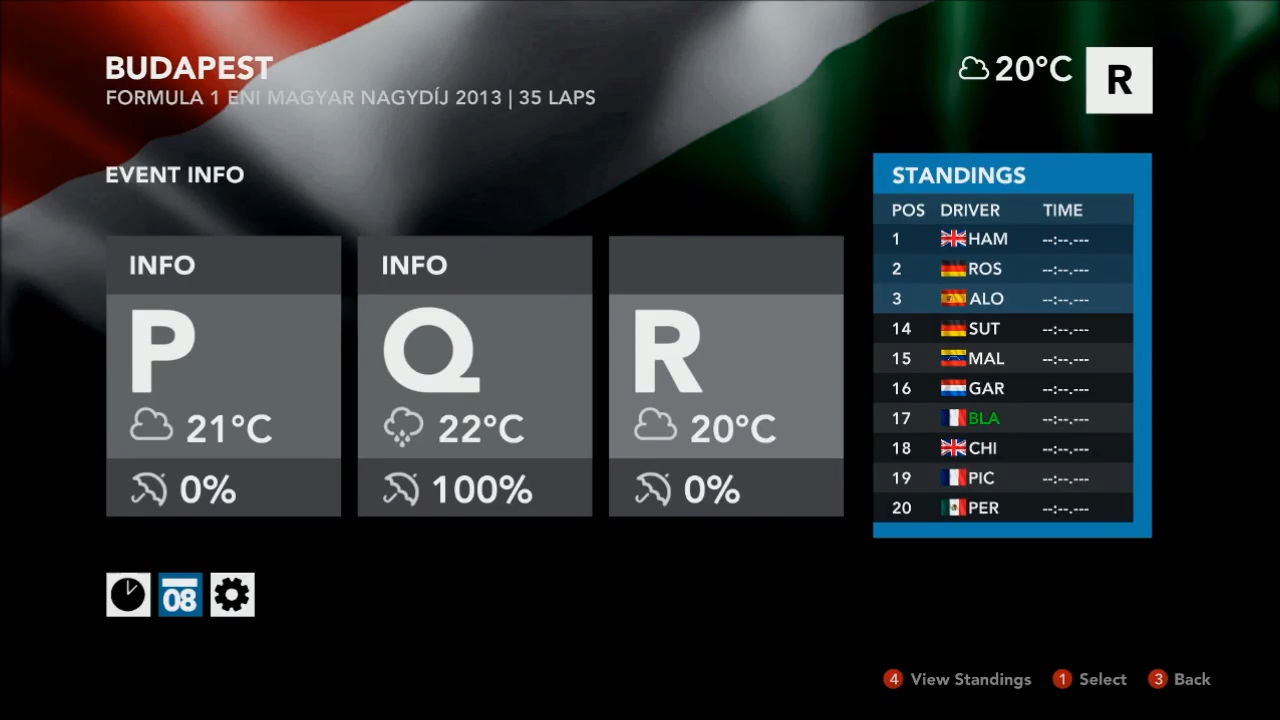 BUDAPEST
FORMULA 1 ENI MAGYAR NAGYDÍJ 2013 | 35 LAPS
20°C
R
EVENT INFO
INFO
P
21°C
0%
INFO
Q
22°C
100%
R
20°C
0%
STANDINGS
POS DRIVER TIME
1 HAM --:--.---
2 ROS --:--.---
3 ALO --:--.---
14 SUT --:--.---
15 MAL --:--.---
16 GAR --:--.---
17 BLA --:--.---
18 CHI --:--.---
19 PIC --:--.---
20 PER --:--.---
08
4 View Standings 1 Select 3 Back